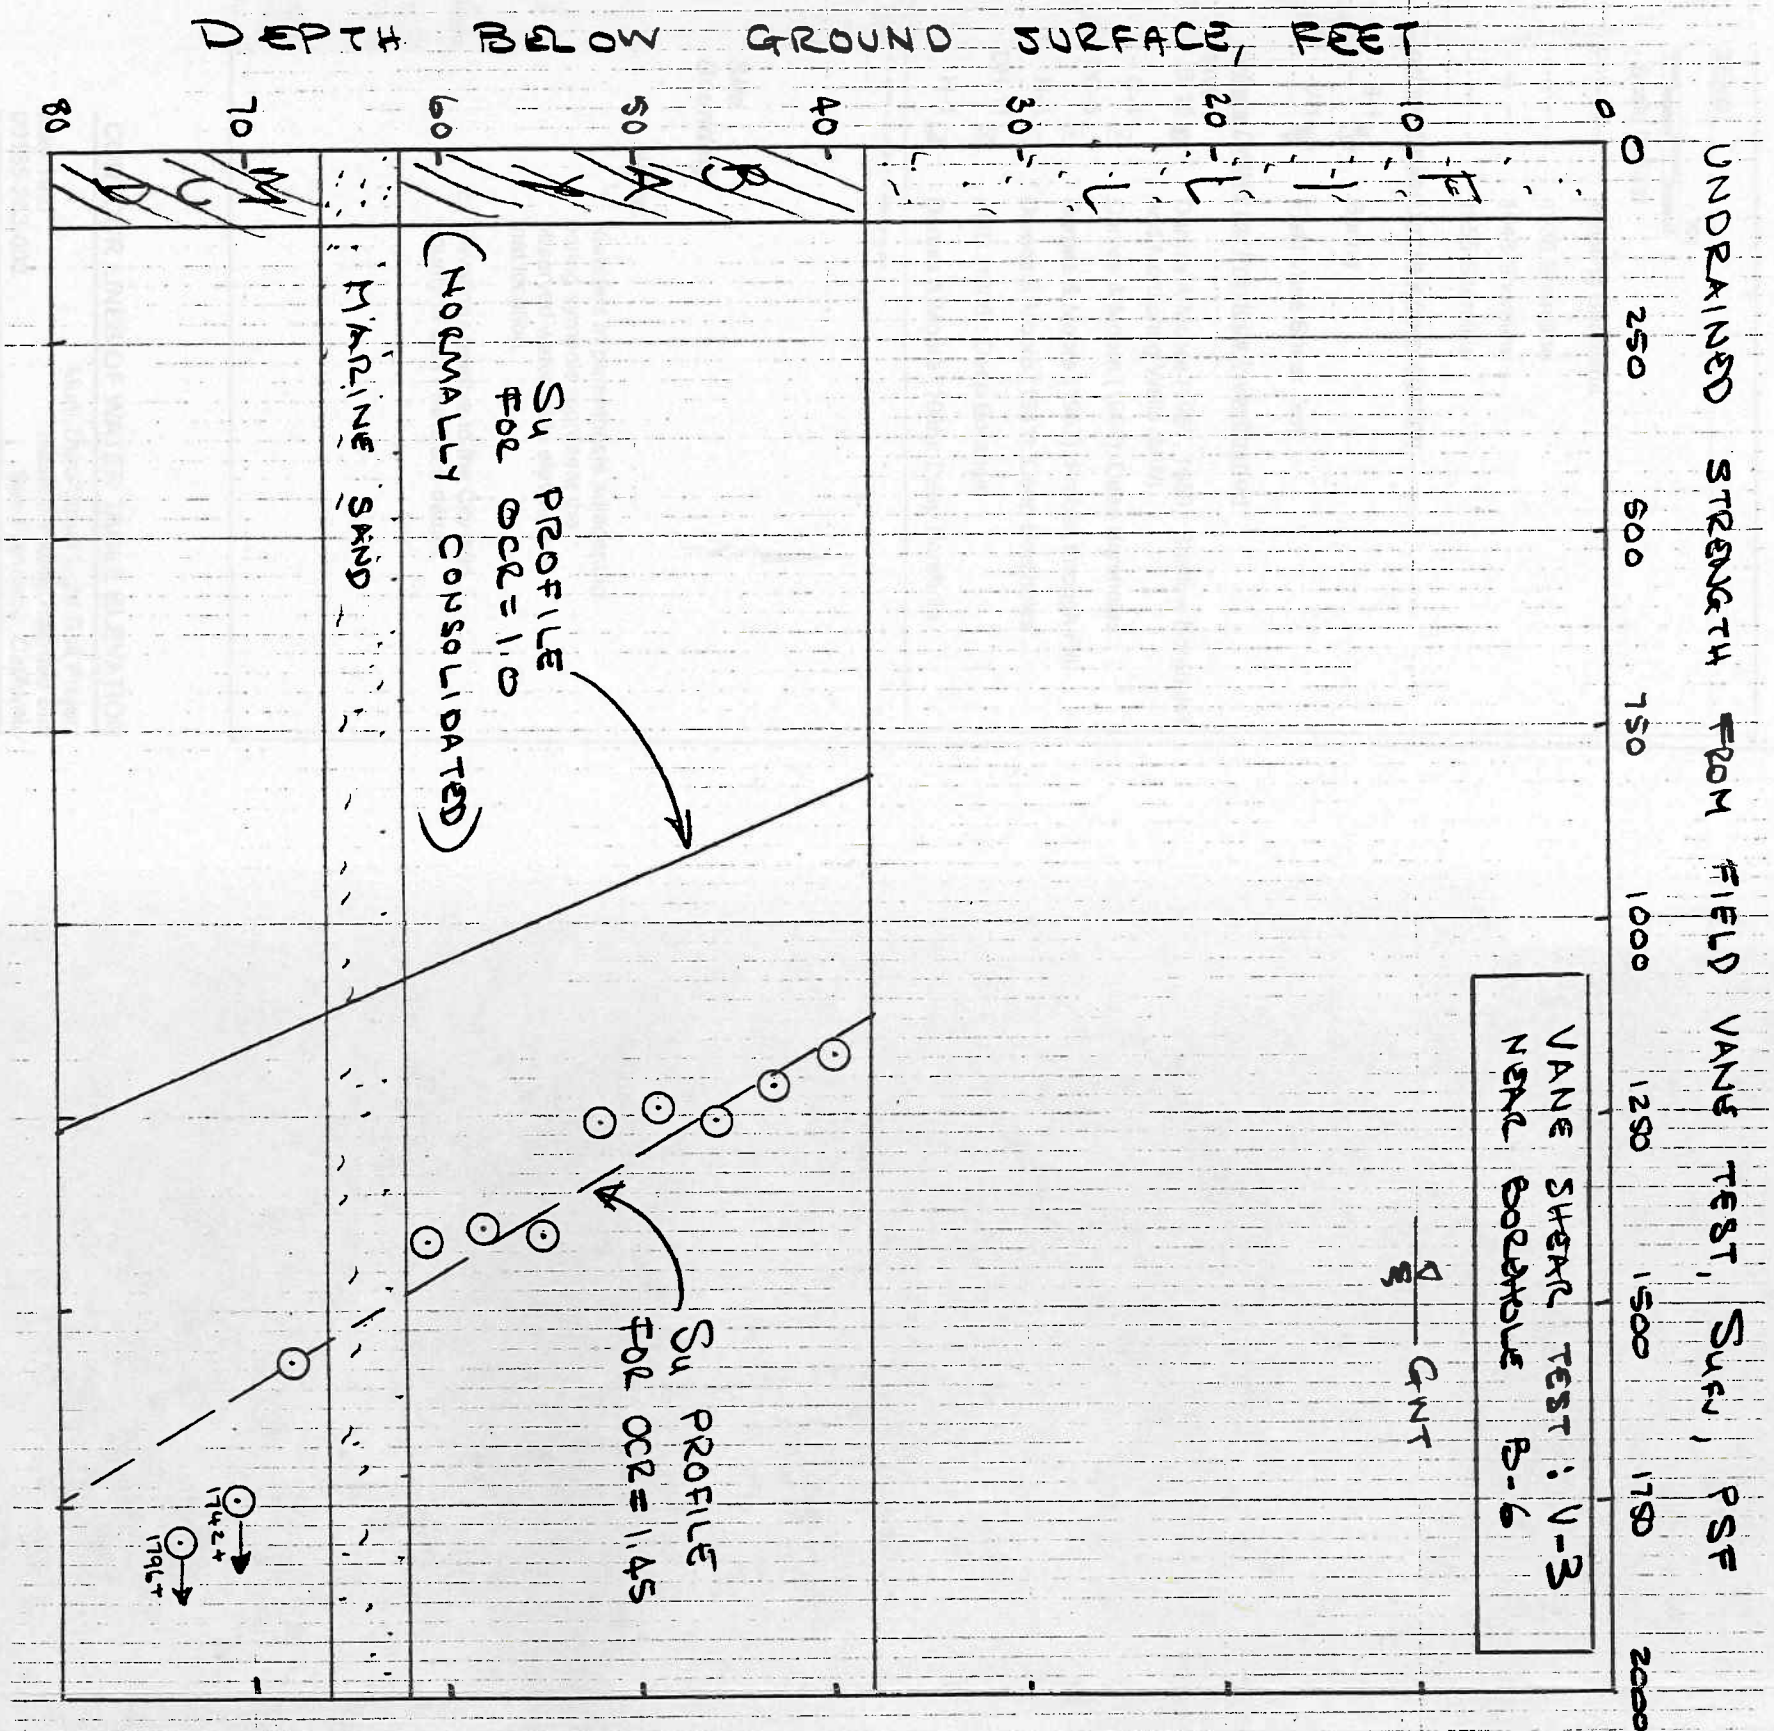 UNDRAINED STRENGTH FROM FIELD VANE TEST, SUFV, PSF
0 250 500 750 1000 1250 1500 1750 2000
DEPTH BELOW GROUND SURFACE, FEET
0
10
20
30
40
50
60
70
80
VANE SHEAR TEST : V-3
NEAR BOREHOLE B-6
GWT
FILL
BAY
MARINE SAND
Su PROFILE
FOR OCR = 1.0
(NORMALLY CONSOLIDATED)
Su PROFILE
FOR OCR = 1.45
1742+
1796+